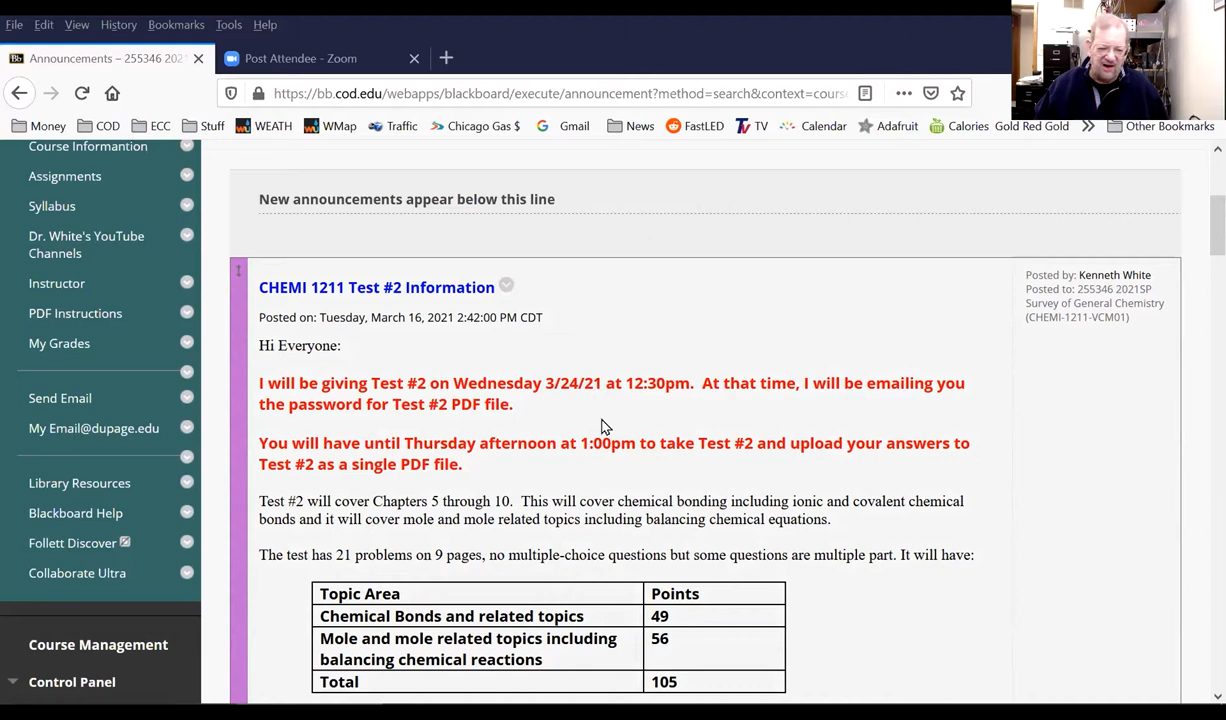 File Edit View History Bookmarks Tools Help
Bb Announcements – 255346 202
Post Attendee - Zoom
https://bb.cod.edu/webapps/blackboard/execute/announcement?method=search&context=cours
Money COD ECC Stuff WEATH WMap Traffic Chicago Gas $ Gmail News FastLED TV Calendar Adafruit Calories Gold Red Gold Other Bookmarks
Course Information
Assignments
Syllabus
Dr. White's YouTube
Channels
Instructor
PDF Instructions
My Grades
Send Email
My Email@dupage.edu
Library Resources
Blackboard Help
Follett Discover
Collaborate Ultra
Course Management
Control Panel
New announcements appear below this line
CHEMI 1211 Test #2 Information
Posted on: Tuesday, March 16, 2021 2:42:00 PM CDT
Posted by: Kenneth White
Posted to: 255346 2021SP
Survey of General Chemistry
(CHEMI-1211-VCM01)
Hi Everyone:
I will be giving Test #2 on Wednesday 3/24/21 at 12:30pm. At that time, I will be emailing you
the password for Test #2 PDF file.
You will have until Thursday afternoon at 1:00pm to take Test #2 and upload your answers to
Test #2 as a single PDF file.
Test #2 will cover Chapters 5 through 10. This will cover chemical bonding including ionic and covalent chemical
bonds and it will cover mole and mole related topics including balancing chemical equations.
The test has 21 problems on 9 pages, no multiple-choice questions but some questions are multiple part. It will have:
Topic Area Points
Chemical Bonds and related topics 49
Mole and mole related topics including 56
balancing chemical reactions
Total 105